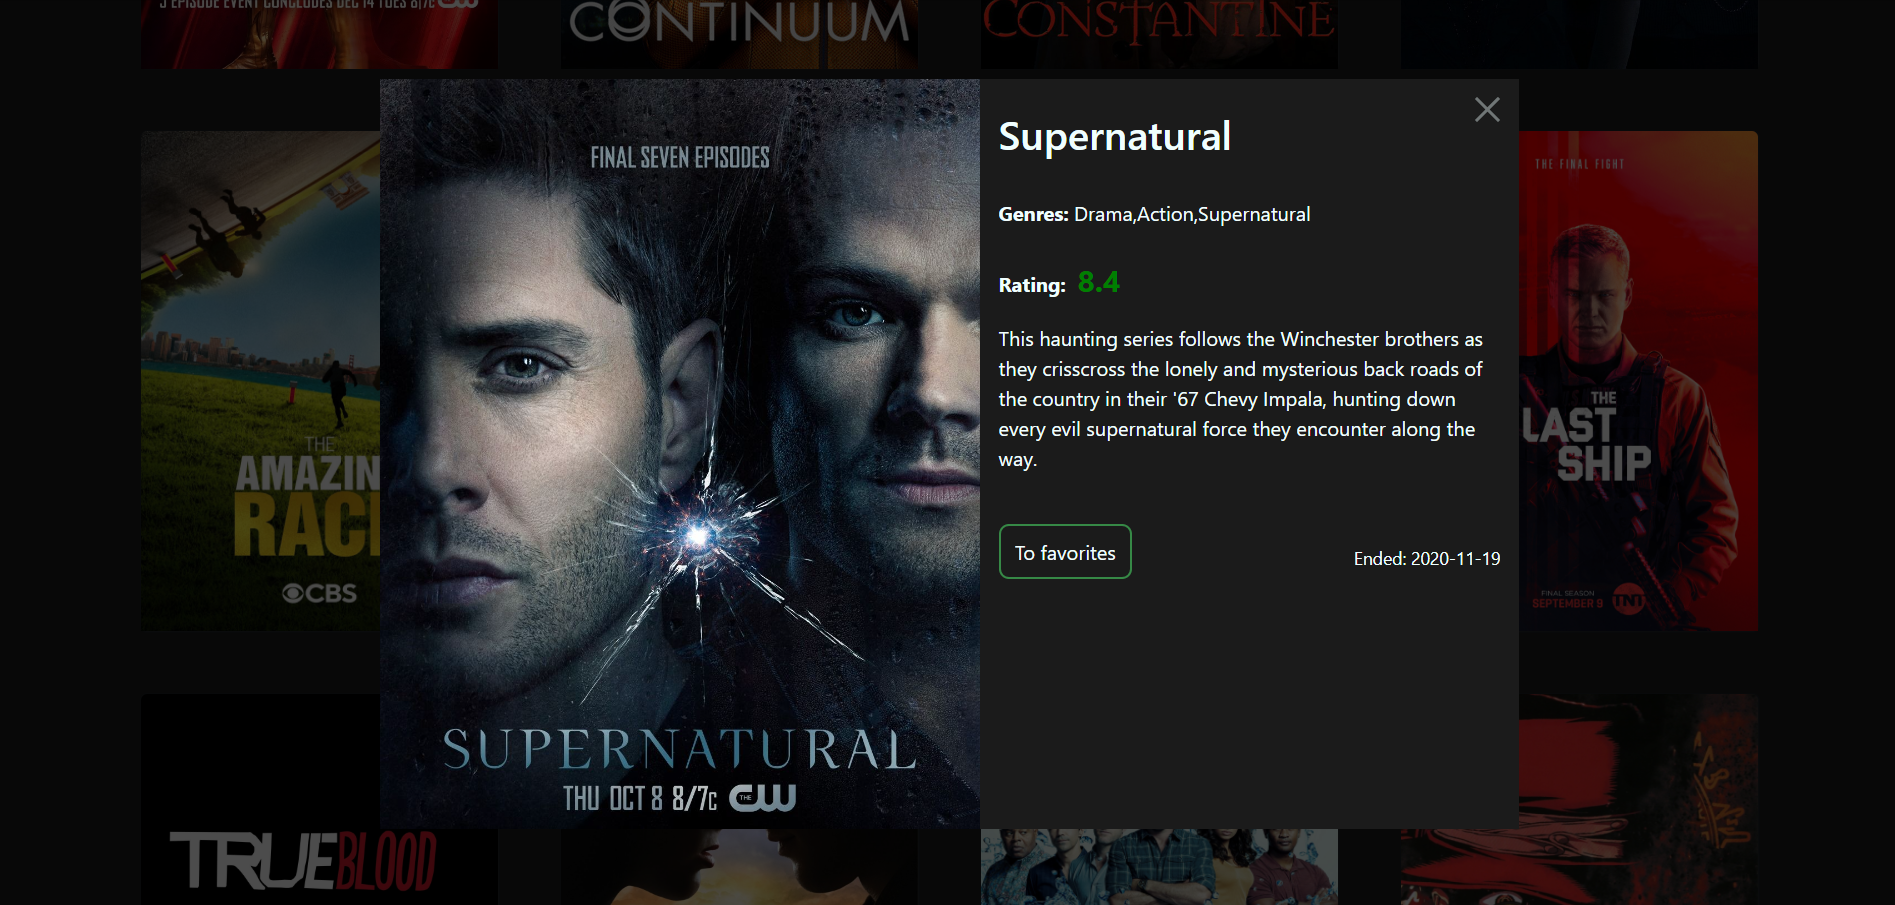 5 EPISODE EVENT CONCLUDES DEC 14 TUES 8/7c CW
CONTINUUM
CONSTANTINE
FINAL SEVEN EPISODES
SUPERNATURAL
THU OCT 8 8/7c THE CW
Supernatural
Genres: Drama,Action,Supernatural
Rating: 8.4
This haunting series follows the Winchester brothers as
they crisscross the lonely and mysterious back roads of
the country in their '67 Chevy Impala, hunting down
every evil supernatural force they encounter along the
way.
To favorites
Ended: 2020-11-19
THE
AMAZIN
RAC
CBS
THE FINAL FIGHT
THE
LAST
SHIP
FINAL SEASON
SEPTEMBER 9 TNT
TRUE BLOOD